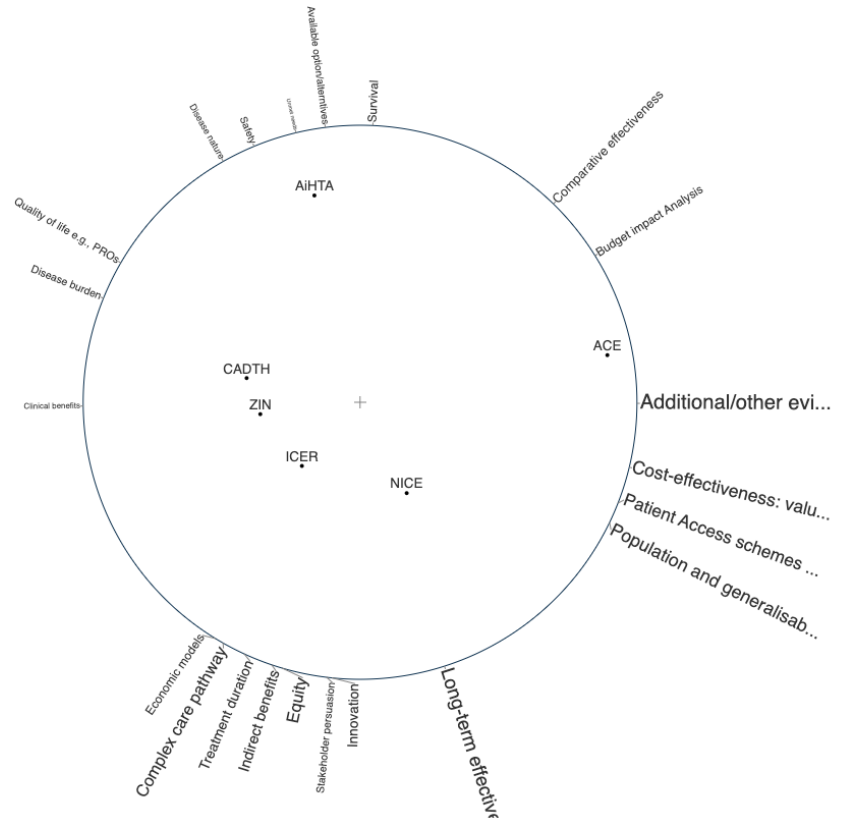 Available option/alterntives
Survival
Comparative effectiveness
Budget impact Analysis
Safety
Disease nature
Quality of life e.g., PROs
Disease burden
Clinical benefits
AiHTA
ACE
CADTH
ZIN
ICER
NICE
Additional/other evi...
Cost-effectiveness: valu...
Patient Access schemes ...
Population and generalisab...
Long-term effective
Innovation
Stakeholder persuasion
Equity
Indirect benefits
Treatment duration
Complex care pathway
Economic models